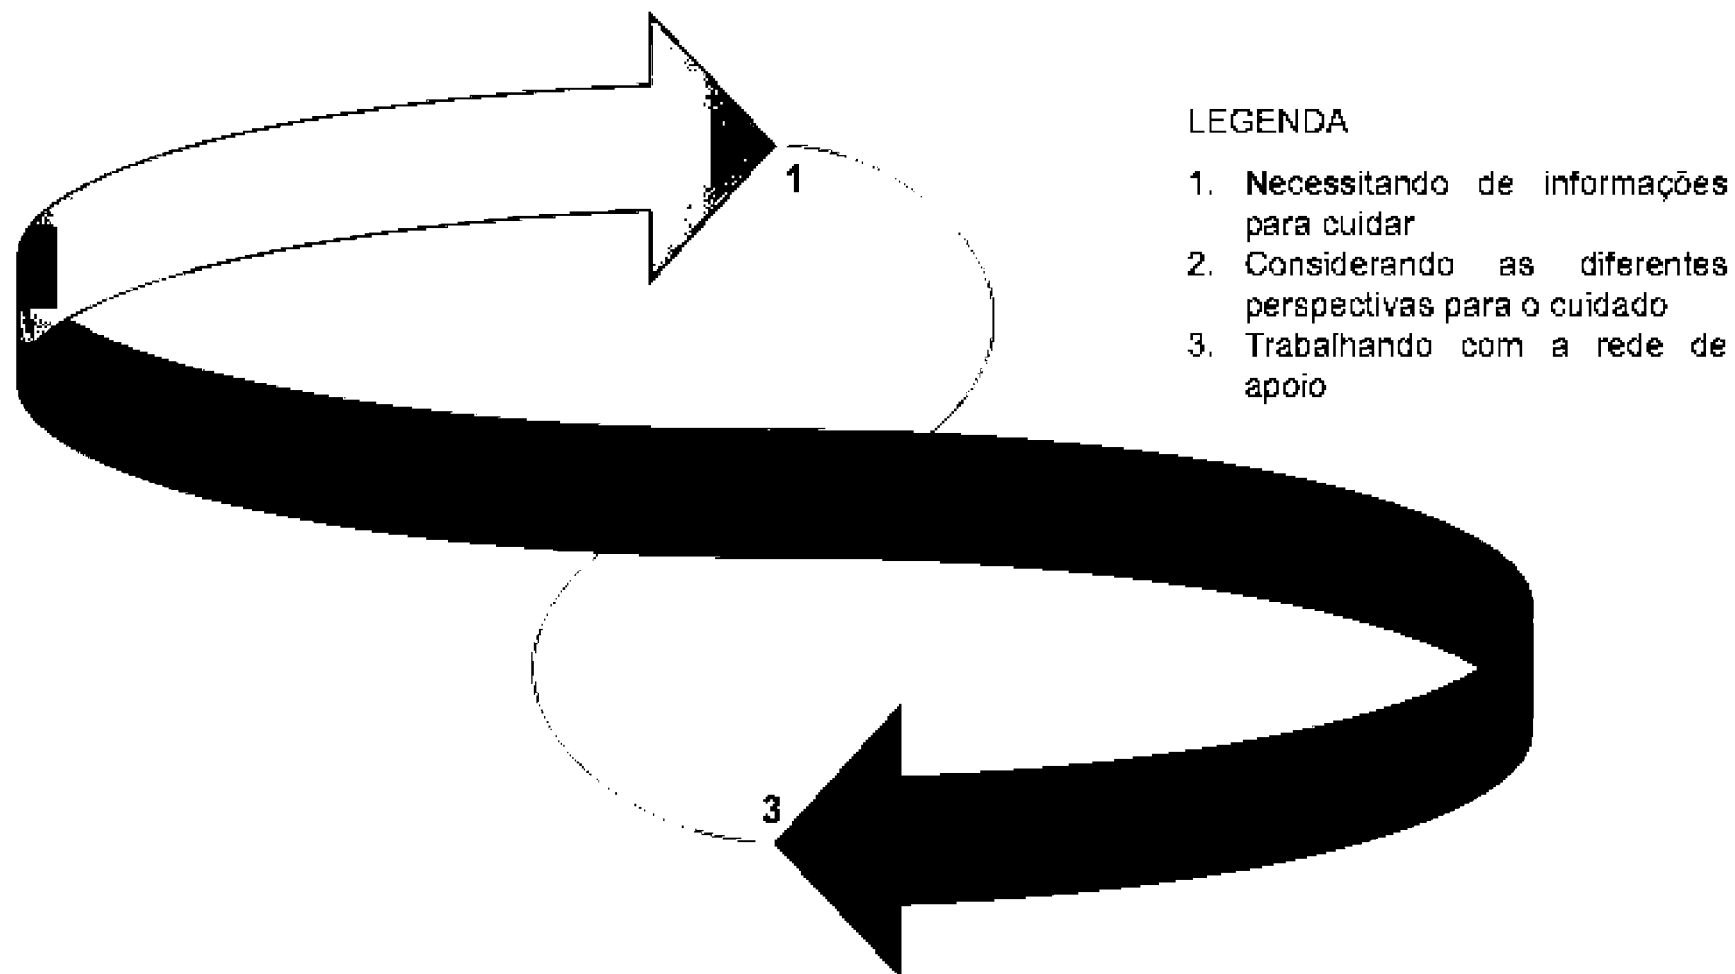 1
LEGENDA
1. Necessitando de informações
para cuidar
2. Considerando as diferentes
perspectivas para o cuidado
3. Trabalhando com a rede de
apoio
3